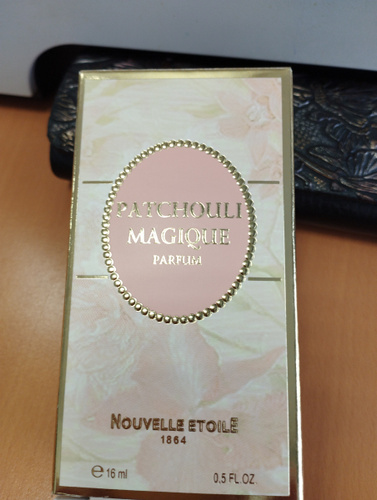 PATCHOULI
MAGIQUE
PARFUM
NOUVELLE ETOILE
1864
℮ 16 ml 0.5 FL OZ.